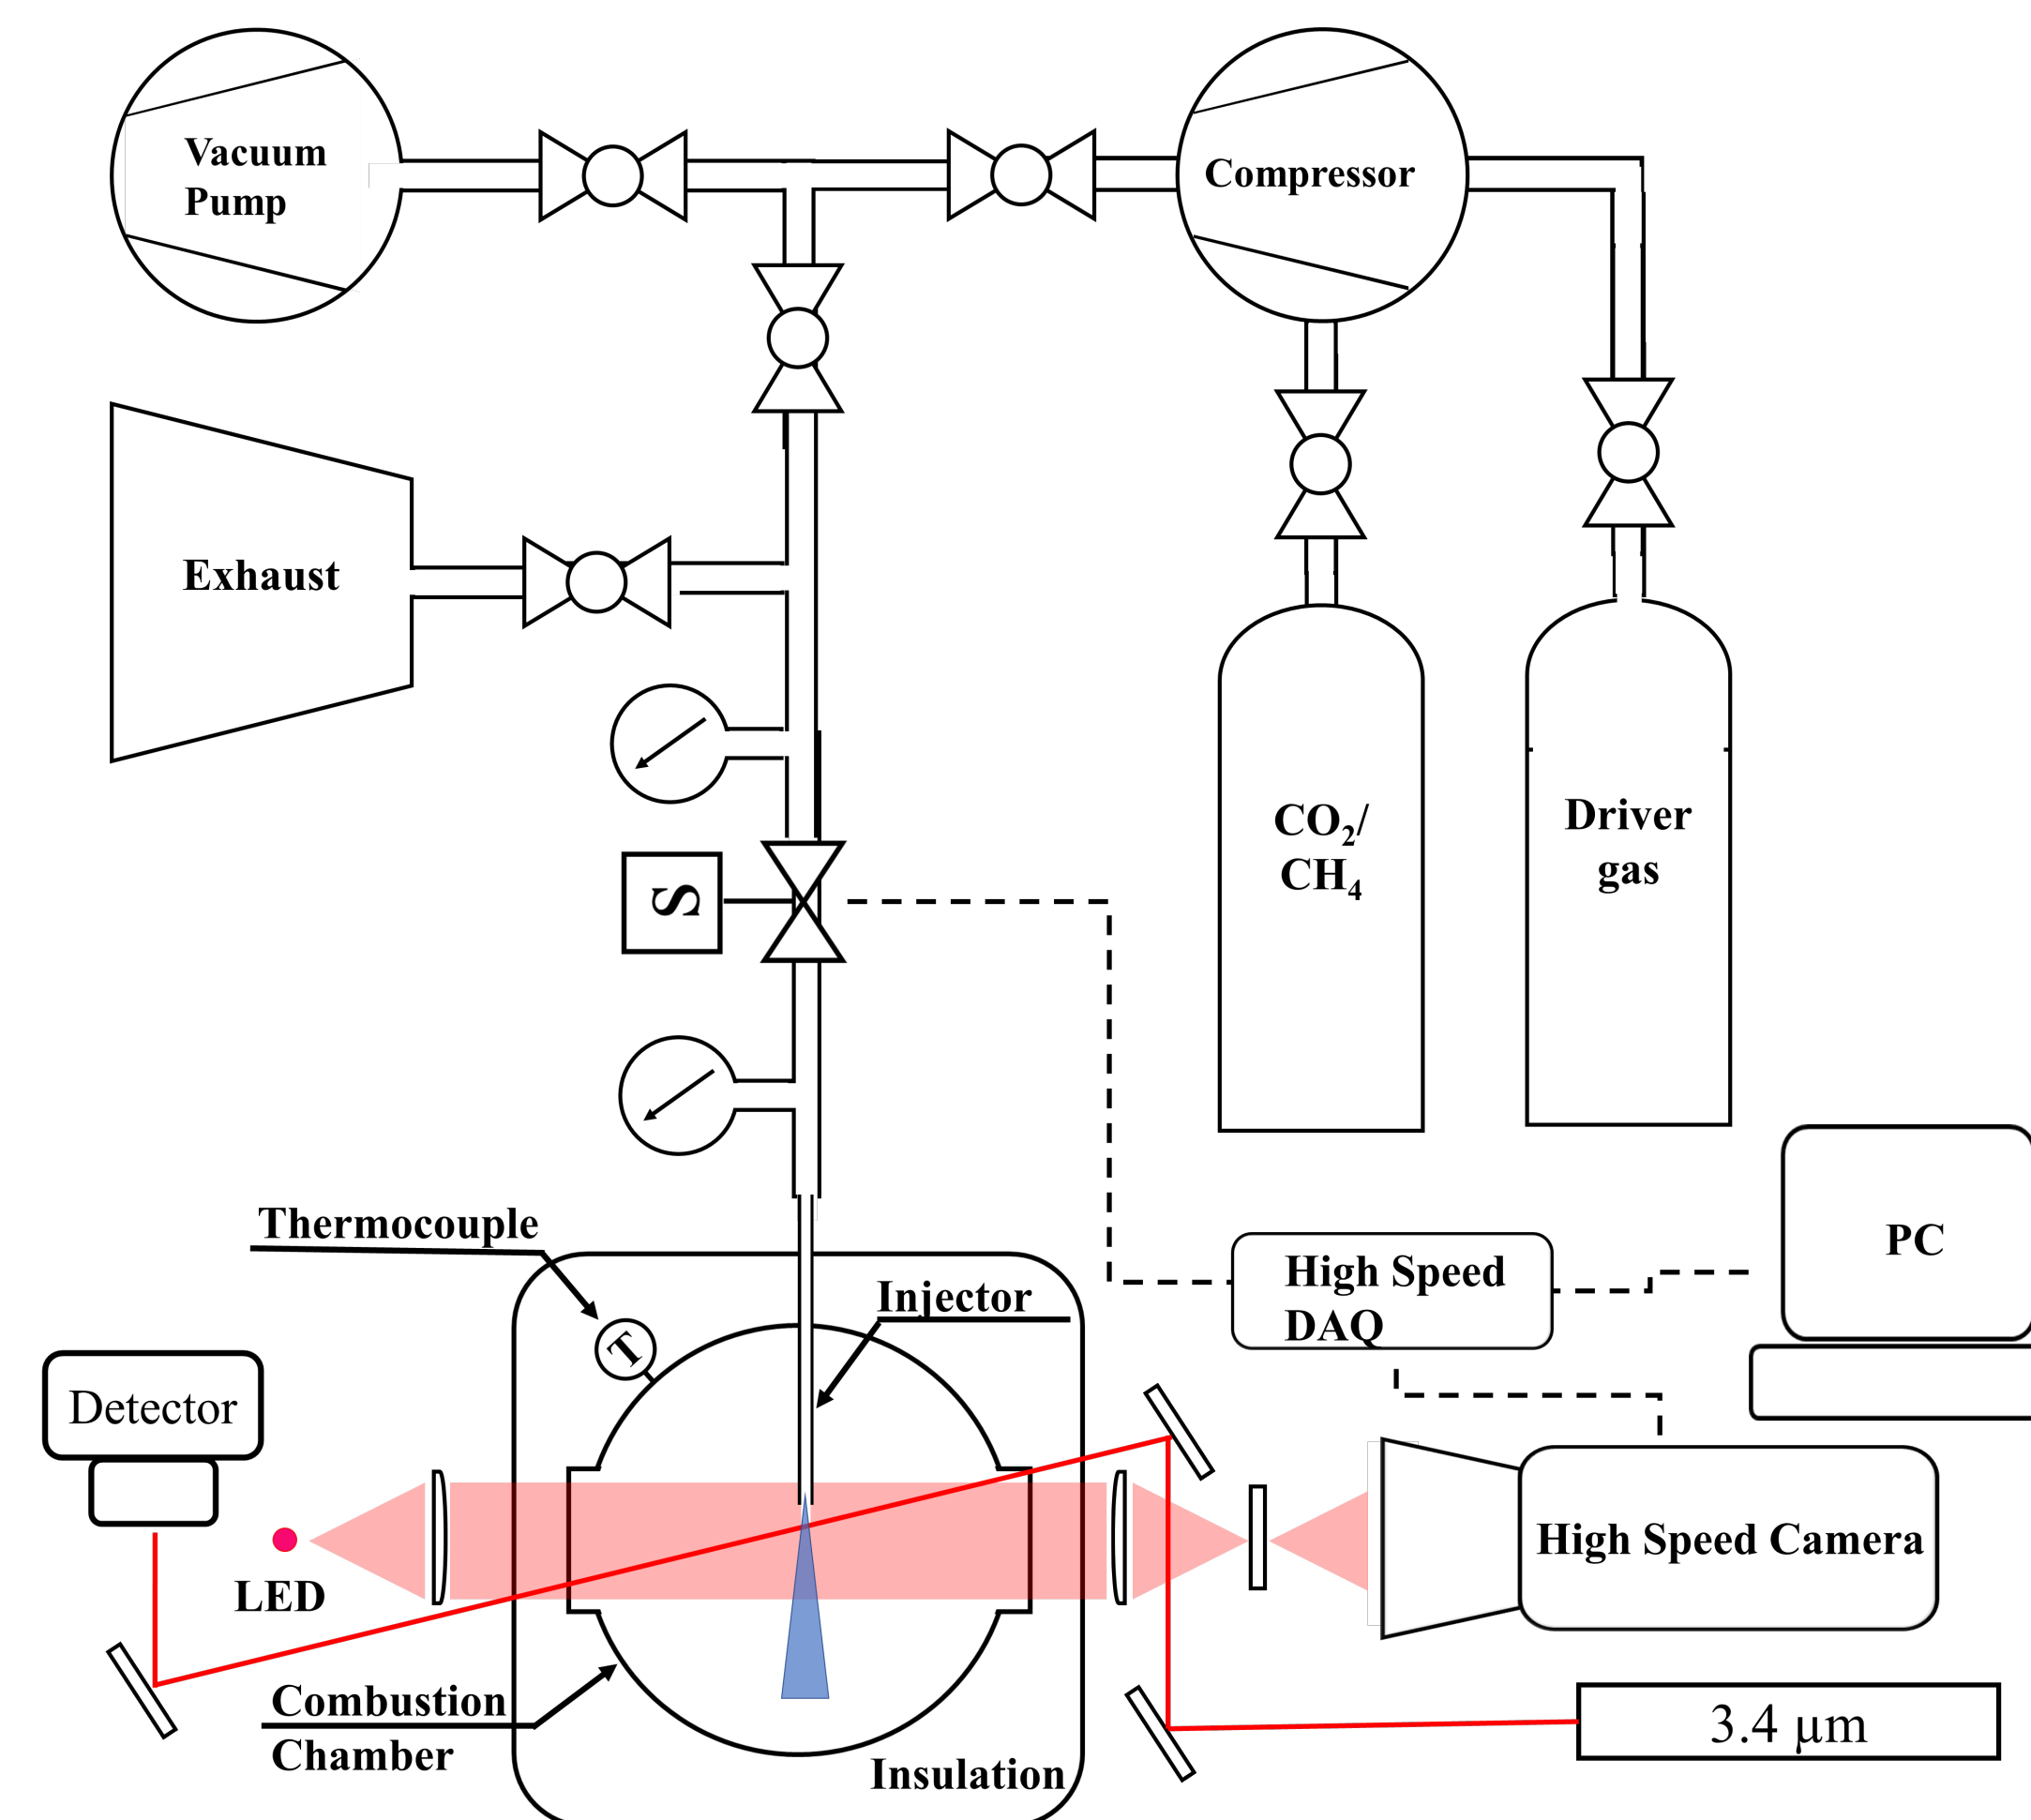 Vacuum
Pump
Compressor
Exhaust
CO₂/
CH₄
Driver
gas
S
Thermocouple
Injector
High Speed
DAQ
PC
T
Detector
LED
High Speed Camera
Combustion
Chamber
Insulation
3.4 μm